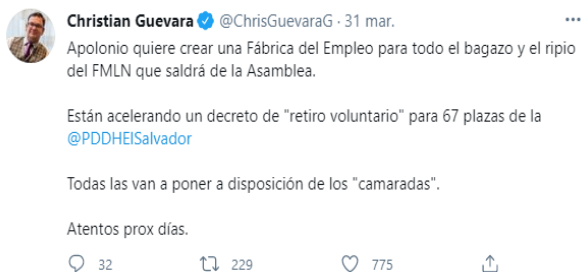 Christian Guevara @ChrisGuevaraG · 31 mar.
Apolonio quiere crear una Fábrica del Empleo para todo el bagazo y el ripio
del FMLN que saldrá de la Asamblea.
Están acelerando un decreto de "retiro voluntario" para 67 plazas de la
@PDDHElSalvador
Todas las van a poner a disposición de los "camaradas".
Atentos prox días.
32 229 775